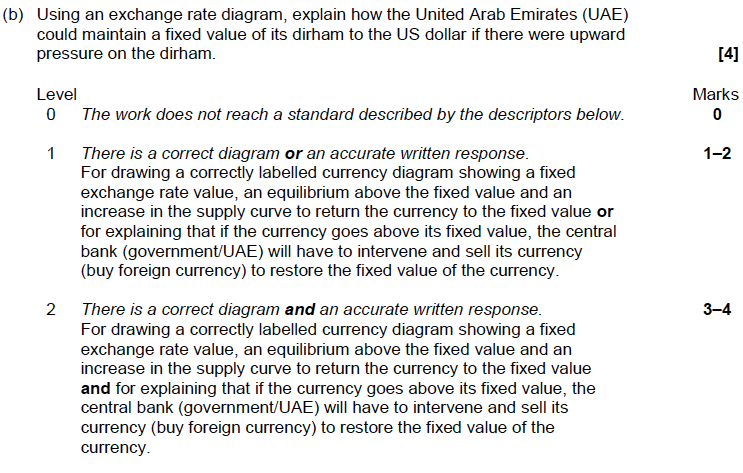 (b) Using an exchange rate diagram, explain how the United Arab Emirates (UAE)
could maintain a fixed value of its dirham to the US dollar if there were upward
pressure on the dirham. [4]
Level Marks
0 The work does not reach a standard described by the descriptors below. 0
1 There is a correct diagram or an accurate written response. 1–2
For drawing a correctly labelled currency diagram showing a fixed
exchange rate value, an equilibrium above the fixed value and an
increase in the supply curve to return the currency to the fixed value or
for explaining that if the currency goes above its fixed value, the central
bank (government/UAE) will have to intervene and sell its currency
(buy foreign currency) to restore the fixed value of the currency.
2 There is a correct diagram and an accurate written response. 3–4
For drawing a correctly labelled currency diagram showing a fixed
exchange rate value, an equilibrium above the fixed value and an
increase in the supply curve to return the currency to the fixed value
and for explaining that if the currency goes above its fixed value, the
central bank (government/UAE) will have to intervene and sell its
currency (buy foreign currency) to restore the fixed value of the
currency.